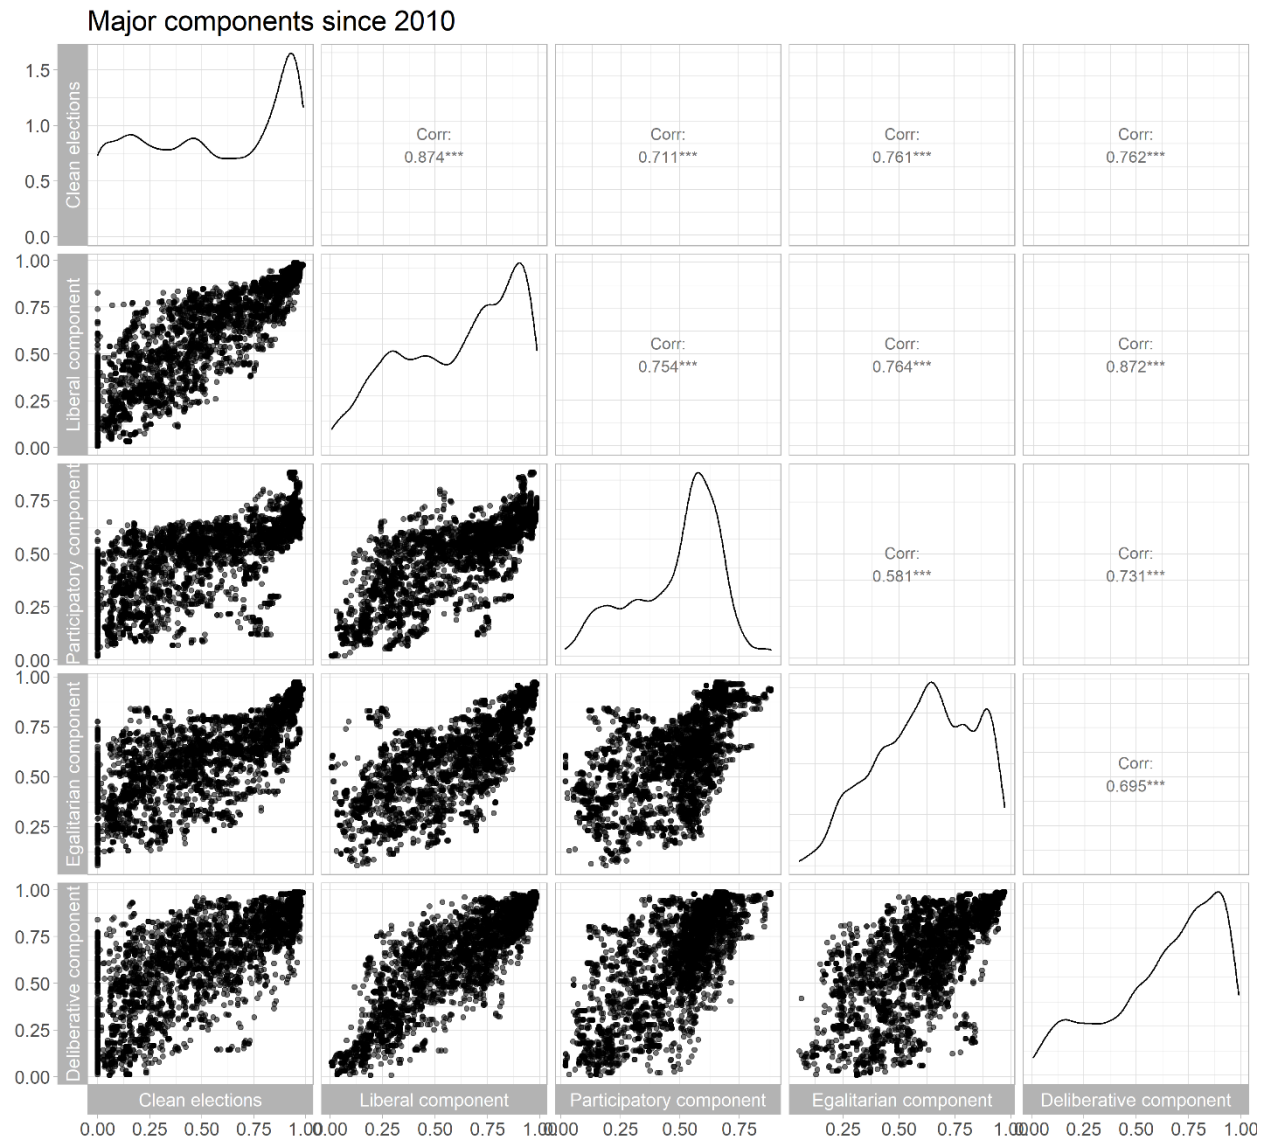 Major components since 2010
1.5
1.0
0.5
0.0
Clean elections
Corr:
0.874***
Corr:
0.711***
Corr:
0.761***
Corr:
0.762***
1.00
0.75
0.50
0.25
0.00
Liberal component
Corr:
0.754***
Corr:
0.764***
Corr:
0.872***
0.75
0.50
0.25
0.00
Participatory component
Corr:
0.581***
Corr:
0.731***
1.00
0.75
0.50
0.25
Egalitarian component
Corr:
0.695***
1.00
0.75
0.50
0.25
0.00
Deliberative component
Clean elections
Liberal component
Participatory component
Egalitarian component
Deliberative component
0.00 0.25 0.50 0.75 1.00
0.00 0.25 0.50 0.75 1.00
0.00 0.25 0.50 0.75
0.00 0.25 0.50 0.75 1.00
0.00 0.25 0.50 0.75 1.00